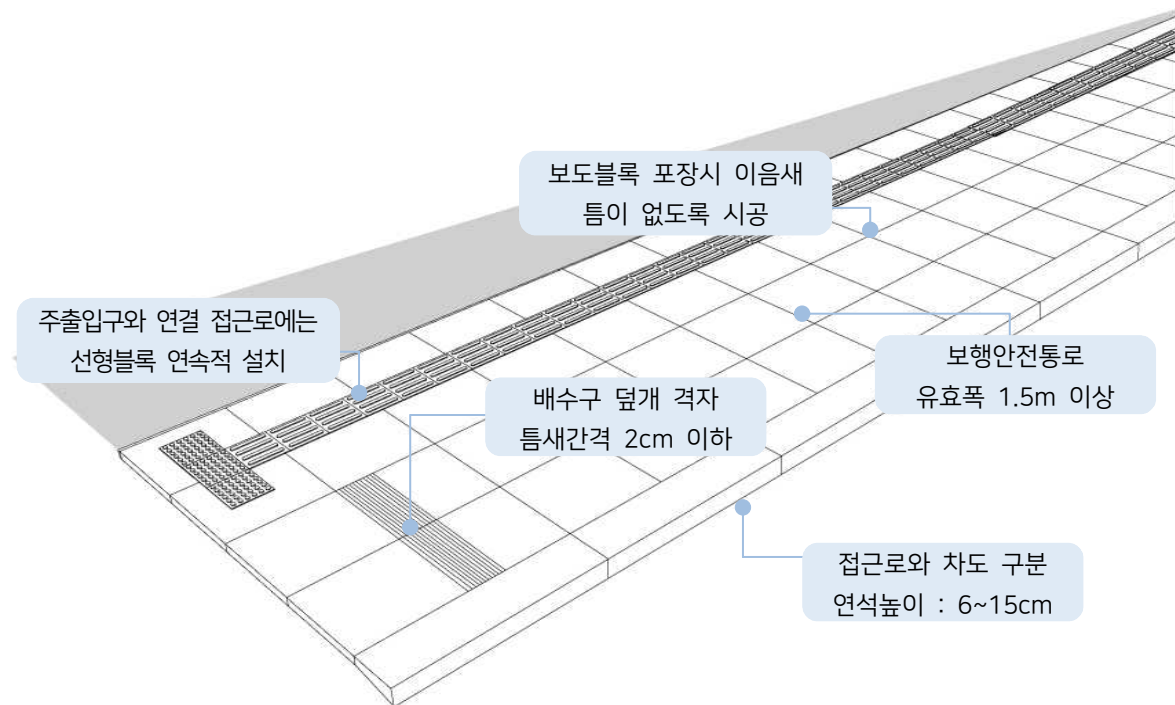 보도블록 포장시 이음새
틈이 없도록 시공
주출입구와 연결 접근로에는
선형블록 연속적 설치
보행안전통로
유효폭 1.5m 이상
배수구 덮개 격자
틈새간격 2cm 이하
접근로와 차도 구분
연석높이 : 6~15cm